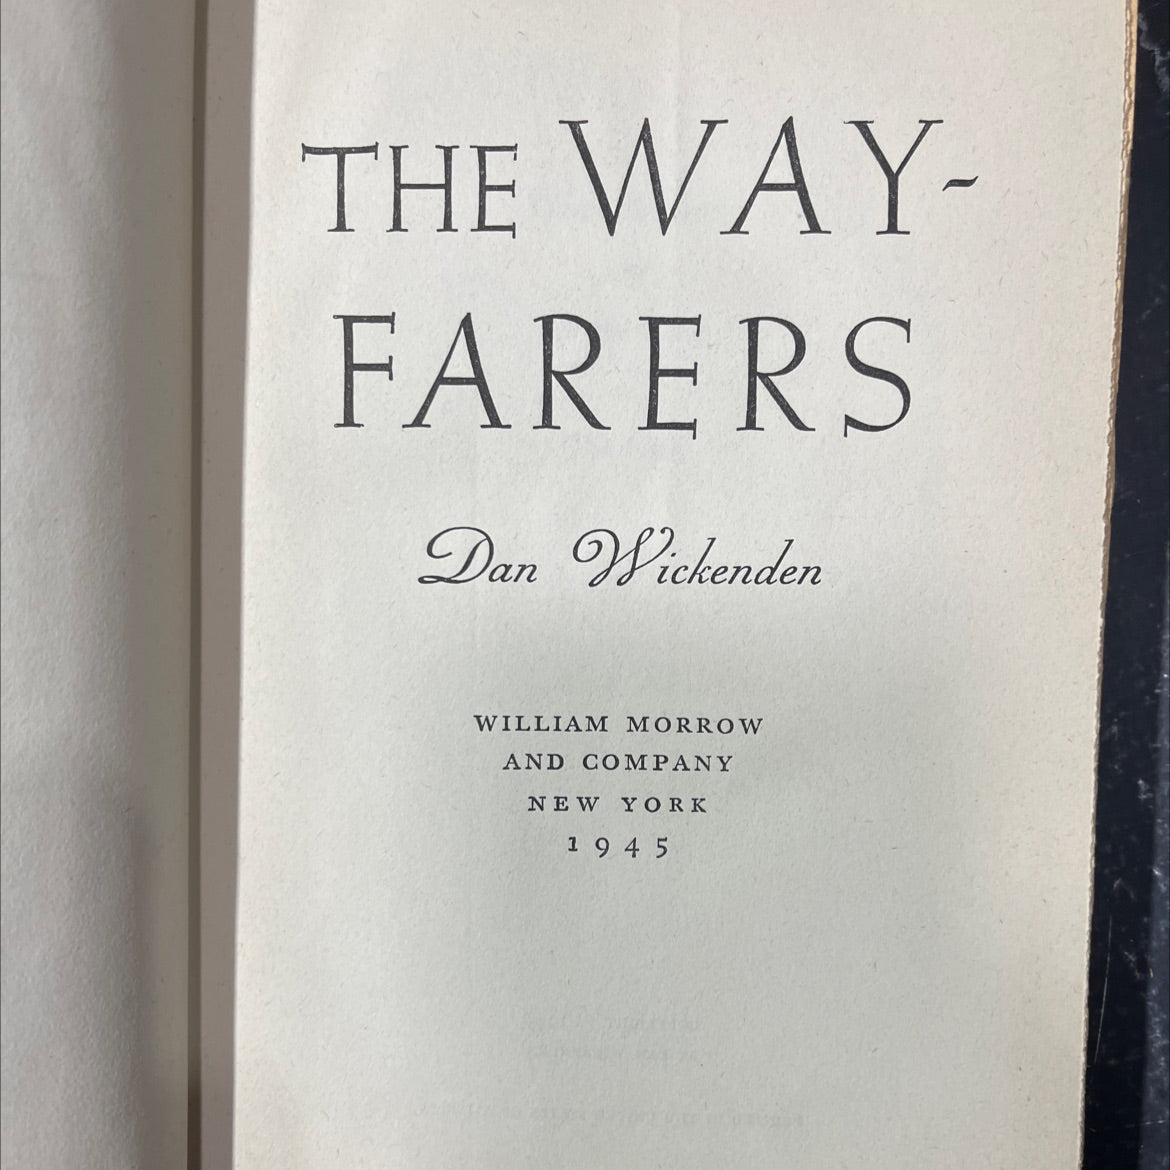 THE WAY-
FARERS
Dan Wickenden
WILLIAM MORROW
AND COMPANY
NEW YORK
1945